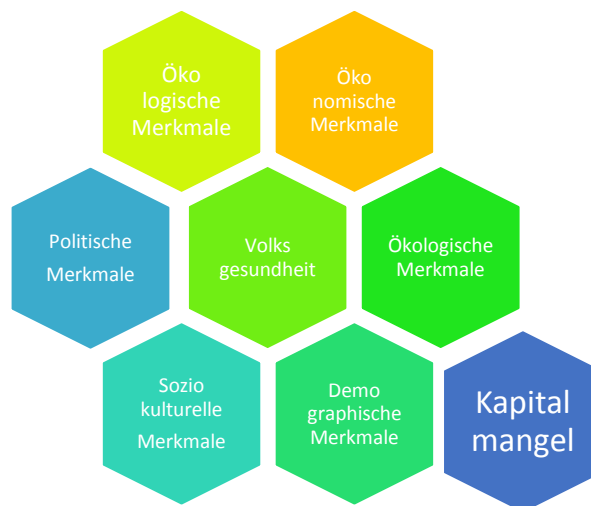 Öko
logische
Merkmale
Öko
nomische
Merkmale
Politische
Merkmale
Volks
gesundheit
Ökologische
Merkmale
Sozio
kulturelle
Merkmale
Demo
graphische
Merkmale
Kapital
mangel